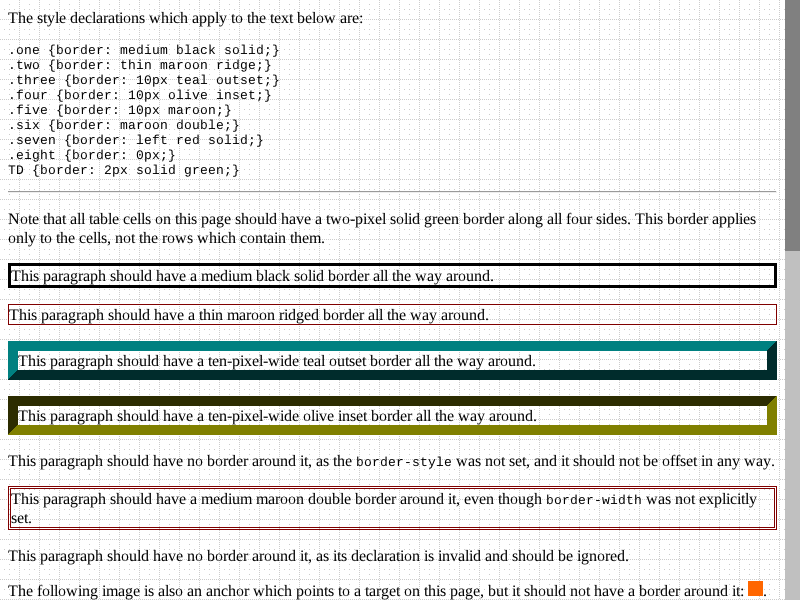 The style declarations which apply to the text below are:
.one {border: medium black solid;}
.two {border: thin maroon ridge;}
.three {border: 10px teal outset;}
.four {border: 10px olive inset;}
.five {border: 10px maroon;}
.six {border: maroon double;}
.seven {border: left red solid;}
.eight {border: 0px;}
TD {border: 2px solid green;}
Note that all table cells on this page should have a two-pixel solid green border along all four sides. This border applies
only to the cells, not the rows which contain them.
This paragraph should have a medium black solid border all the way around.
This paragraph should have a thin maroon ridged border all the way around.
This paragraph should have a ten-pixel-wide teal outset border all the way around.
This paragraph should have a ten-pixel-wide olive inset border all the way around.
This paragraph should have no border around it, as the border-style was not set, and it should not be offset in any way.
This paragraph should have a medium maroon double border around it, even though border-width was not explicitly
set.
This paragraph should have no border around it, as its declaration is invalid and should be ignored.
The following image is also an anchor which points to a target on this page, but it should not have a border around it: .